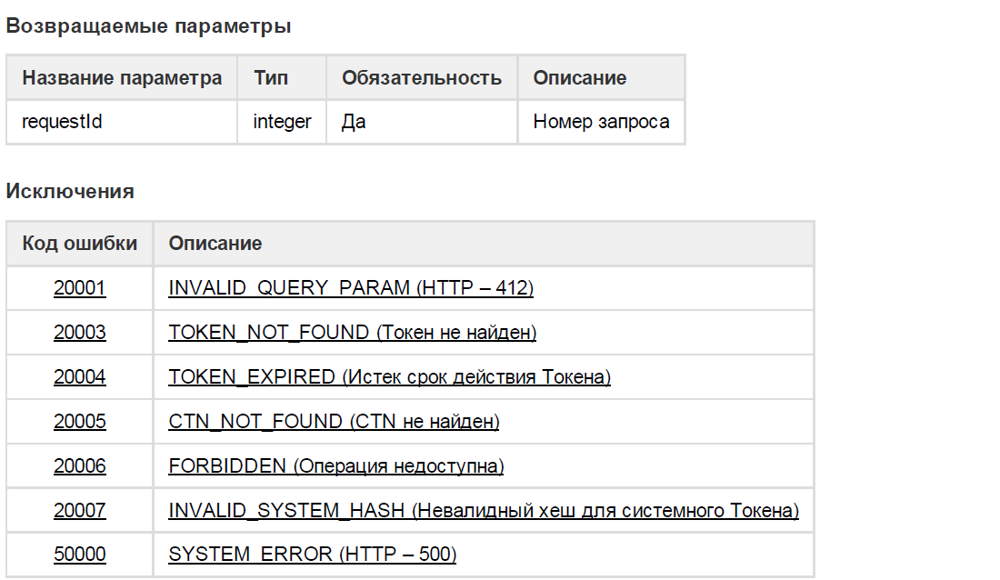 Возвращаемые параметры
Название параметра Тип Обязательность Описание
requestId integer Да Номер запроса
Исключения
Код ошибки Описание
20001 INVALID_QUERY_PARAM (HTTP – 412)
20003 TOKEN_NOT_FOUND (Токен не найден)
20004 TOKEN_EXPIRED (Истек срок действия Токена)
20005 CTN_NOT_FOUND (CTN не найден)
20006 FORBIDDEN (Операция недоступна)
20007 INVALID_SYSTEM_HASH (Невалидный хеш для системного Токена)
50000 SYSTEM_ERROR (HTTP – 500)